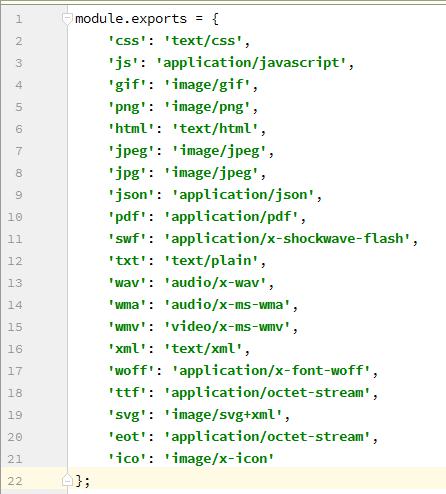 1 module.exports = {
2     'css': 'text/css',
3     'js': 'application/javascript',
4     'gif': 'image/gif',
5     'png': 'image/png',
6     'html': 'text/html',
7     'jpeg': 'image/jpeg',
8     'jpg': 'image/jpeg',
9     'json': 'application/json',
10     'pdf': 'application/pdf',
11     'swf': 'application/x-shockwave-flash',
12     'txt': 'text/plain',
13     'wav': 'audio/x-wav',
14     'wma': 'audio/x-ms-wma',
15     'wmv': 'video/x-ms-wmv',
16     'xml': 'text/xml',
17     'woff': 'application/x-font-woff',
18     'ttf': 'application/octet-stream',
19     'svg': 'image/svg+xml',
20     'eot': 'application/octet-stream',
21     'ico': 'image/x-icon'
22 };